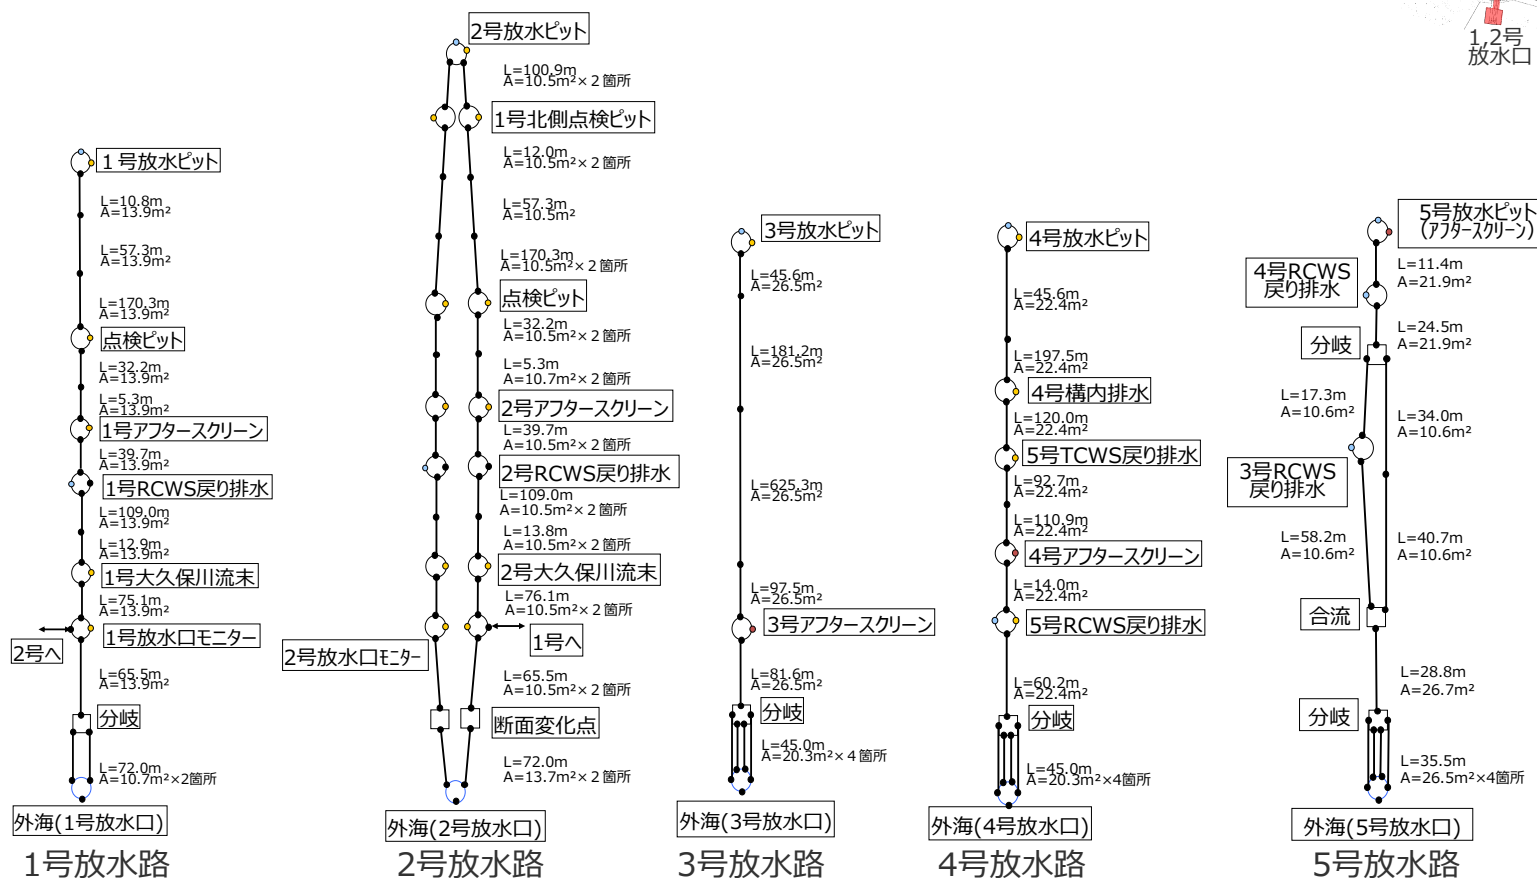 1,2号
放水口
1号放水ピット
L=10.8m
A=13.9m²
L=57.3m
A=13.9m²
L=170.3m
A=13.9m²
点検ピット
L=32.2m
A=13.9m²
L=5.3m
A=13.9m²
1号アフタースクリーン
L=39.7m
A=13.9m²
1号RCWS戻り排水
L=109.0m
A=13.9m²
L=12.9m
A=13.9m²
1号大久保川流末
L=75.1m
A=13.9m²
1号放水口モニター
2号へ
L=65.5m
A=13.9m²
分岐
L=72.0m
A=10.7m²×2箇所
外海(1号放水口)
1号放水路
2号放水ピット
L=100.9m
A=10.5m²×2箇所
1号北側点検ピット
L=12.0m
A=10.5m²×2箇所
L=57.3m
A=10.5m²
L=170.3m
A=10.5m²×2箇所
点検ピット
L=32.2m
A=10.5m²×2箇所
L=5.3m
A=10.7m²×2箇所
2号アフタースクリーン
L=39.7m
A=10.5m²×2箇所
2号RCWS戻り排水
L=109.0m
A=10.5m²×2箇所
L=13.8m
A=10.5m²×2箇所
2号大久保川流末
L=76.1m
A=10.5m²×2箇所
1号へ
2号放水口モニター
L=65.5m
A=10.5m²×2箇所
断面変化点
L=72.0m
A=13.7m²×2箇所
外海(2号放水口)
2号放水路
3号放水ピット
L=45.6m
A=26.5m²
L=181.2m
A=26.5m²
L=625.3m
A=26.5m²
L=97.5m
A=26.5m²
3号アフタースクリーン
L=81.6m
A=26.5m²
分岐
L=45.0m
A=20.3m²×4箇所
外海(3号放水口)
3号放水路
4号放水ピット
L=45.6m
A=22.4m²
L=197.5m
A=22.4m²
4号構内排水
L=120.0m
A=22.4m²
5号TCWS戻り排水
L=92.7m
A=22.4m²
L=110.9m
A=22.4m²
4号アフタースクリーン
L=14.0m
A=22.4m²
5号RCWS戻り排水
L=60.2m
A=22.4m²
分岐
L=45.0m
A=20.3m²×4箇所
外海(4号放水口)
4号放水路
5号放水ピット
(アフタースクリーン)
L=11.4m
A=21.9m²
4号RCWS
戻り排水
L=24.5m
A=21.9m²
分岐
L=17.3m
A=10.6m²
L=34.0m
A=10.6m²
3号RCWS
戻り排水
L=58.2m
A=10.6m²
L=40.7m
A=10.6m²
合流
L=28.8m
A=26.7m²
分岐
L=35.5m
A=26.5m²×4箇所
外海(5号放水口)
5号放水路